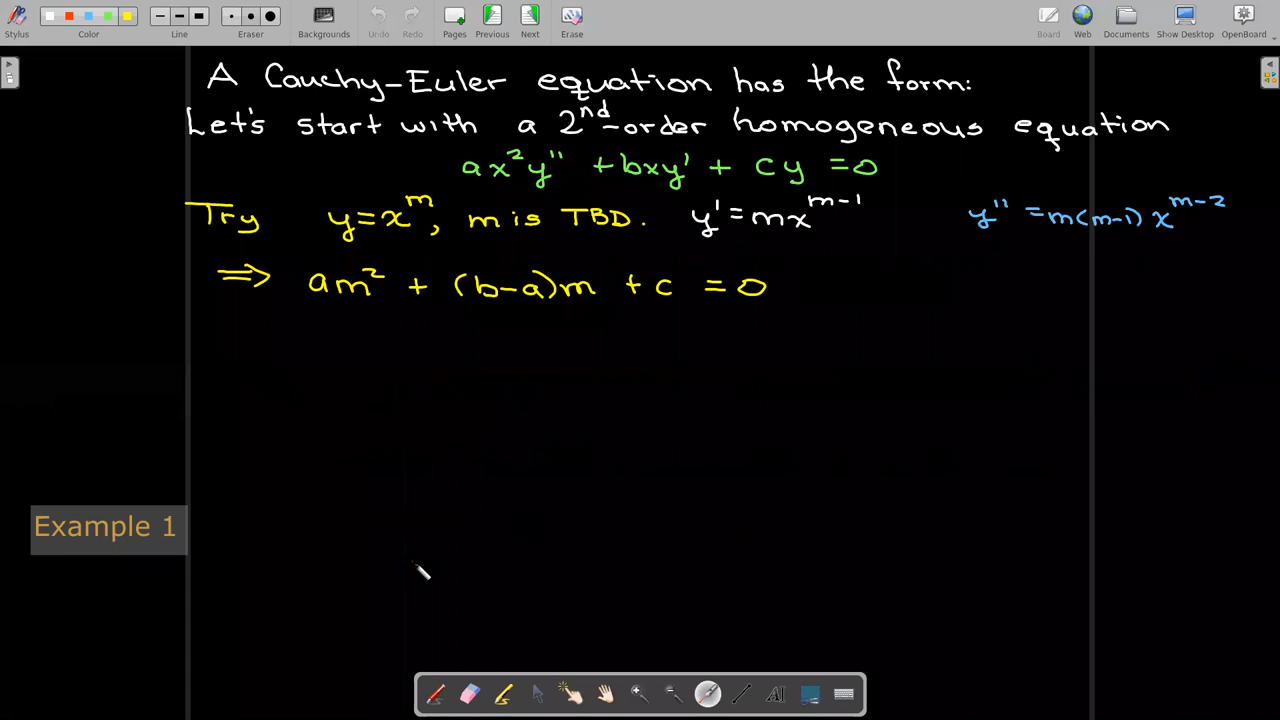 Stylus Color Line Eraser Backgrounds Undo Redo Pages Previous Next Erase Board Web Documents Show Desktop OpenBoard
A Cauchy-Euler equation has the form:
Let's start with a 2nd-order homogeneous equation
ax²y'' + bxy' + cy = 0
Try y = x^m, m is TBD. y' = mx^(m-1) y'' = m(m-1) x^(m-2)
⇒ am² + (b-a)m + c = 0
Example 1
AI